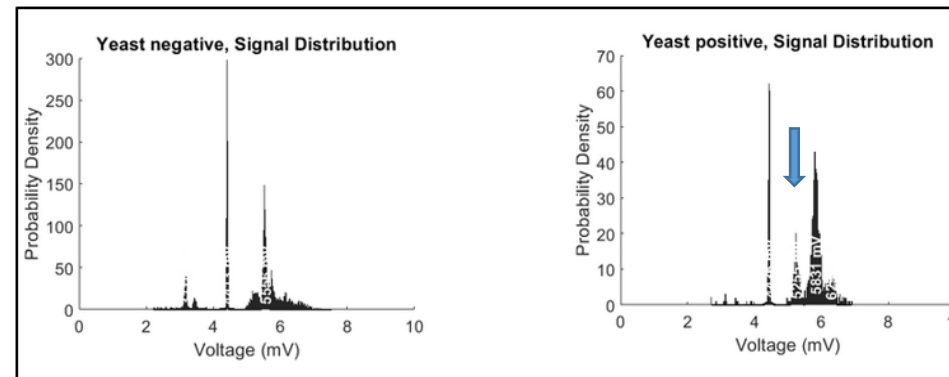 Yeast negative, Signal Distribution
Probability Density
300
250
200
150
100
50
0
0 2 4 6 8 10
Voltage (mV)
Yeast positive, Signal Distribution
Probability Density
70
60
50
40
30
20
10
0
5831 mV
0 2 4 6 8
Voltage (mV)